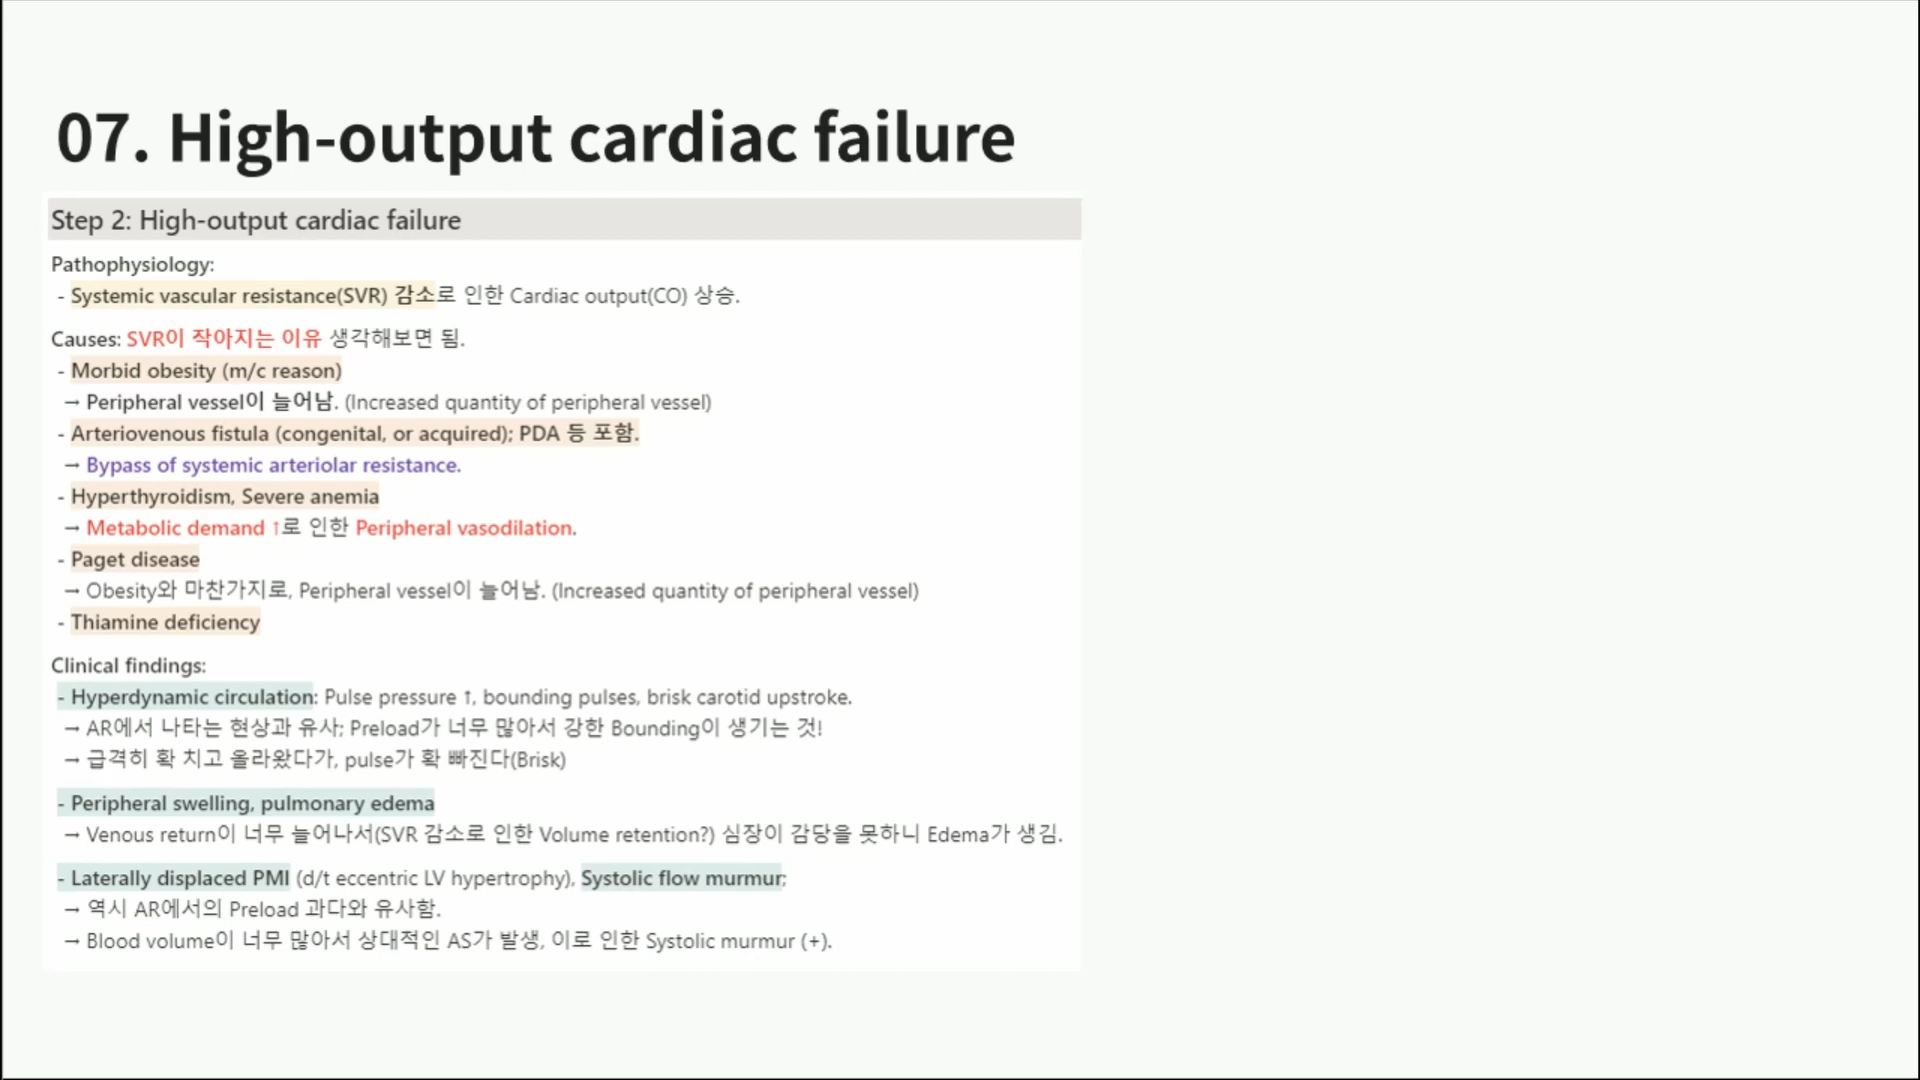 07. High-output cardiac failure
Step 2: High-output cardiac failure
Pathophysiology:
- Systemic vascular resistance(SVR) 감소로 인한 Cardiac output(CO) 상승.
Causes: SVR이 작아지는 이유 생각해보면 됨.
- Morbid obesity (m/c reason)
→ Peripheral vessel이 늘어남. (Increased quantity of peripheral vessel)
- Arteriovenous fistula (congenital, or acquired); PDA 등 포함.
→ Bypass of systemic arteriolar resistance.
- Hyperthyroidism, Severe anemia
→ Metabolic demand ↑로 인한 Peripheral vasodilation.
- Paget disease
→ Obesity와 마찬가지로, Peripheral vessel이 늘어남. (Increased quantity of peripheral vessel)
- Thiamine deficiency
Clinical findings:
- Hyperdynamic circulation: Pulse pressure ↑, bounding pulses, brisk carotid upstroke.
→ AR에서 나타는 현상과 유사; Preload가 너무 많아서 강한 Bounding이 생기는 것!
→ 급격히 확 치고 올라왔다가, pulse가 확 빠진다(Brisk)
- Peripheral swelling, pulmonary edema
→ Venous return이 너무 늘어나서(SVR 감소로 인한 Volume retention?) 심장이 감당을 못하니 Edema가 생김.
- Laterally displaced PMI (d/t eccentric LV hypertrophy), Systolic flow murmur;
→ 역시 AR에서의 Preload 과다와 유사함.
→ Blood volume이 너무 많아서 상대적인 AS가 발생, 이로 인한 Systolic murmur (+).